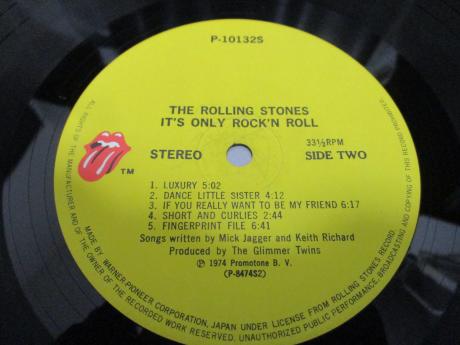 P-10132S
THE ROLLING STONES
IT'S ONLY ROCK'N ROLL
STEREO
33⅓RPM
SIDE TWO
TM
1. LUXURY 5:02
2. DANCE LITTLE SISTER 4:12
3. IF YOU REALLY WANT TO BE MY FRIEND 6:17
4. SHORT AND CURLIES 2:44
5. FINGERPRINT FILE 6:41
Songs written by Mick Jagger and Keith Richard
Produced by The Glimmer Twins
Ⓟ 1974 Promotone B. V.
(P-8474S2)
MADE BY WARNER-PIONEER CORPORATION, JAPAN UNDER LICENSE FROM ROLLING STONES RECORD.
ALL RIGHTS OF THE MANUFACTURER AND OF THE OWNER OF THE RECORDED WORK RESERVED. UNAUTHORIZED PUBLIC PERFORMANCE, BROADCASTING AND COPYING OF THIS RECORD